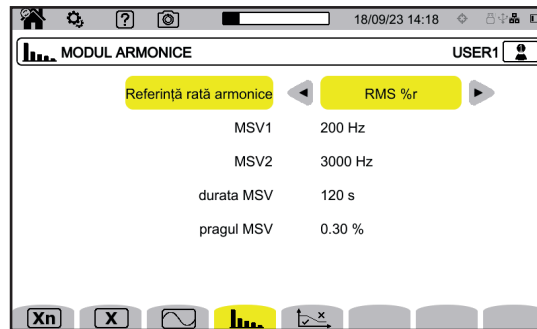 ? 18/09/23 14:18
MODUL ARMONICE USER1
Referință rată armonice RMS %r
MSV1 200 Hz
MSV2 3000 Hz
durata MSV 120 s
pragul MSV 0.30 %
Xn X x